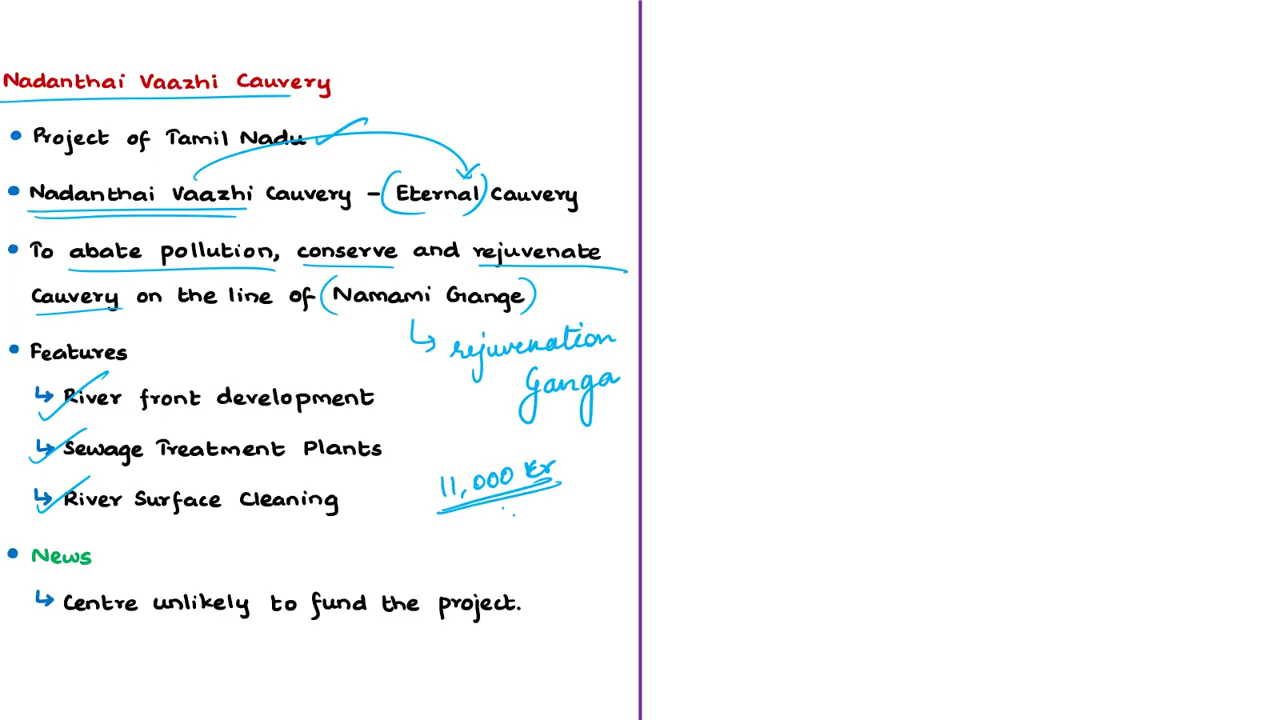 Nadanthai Vaazhi Cauvery
• Project of Tamil Nadu
• Nadanthai Vaazhi Cauvery – (Eternal) Cauvery
• To abate pollution, conserve and rejuvenate
Cauvery on the line of (Namami Gange)
↳ rejuvenation
Ganga
• Features
↳ River front development
↳ Sewage Treatment Plants
↳ River Surface Cleaning
11,000 Kr
• News
↳ Centre unlikely to fund the project.